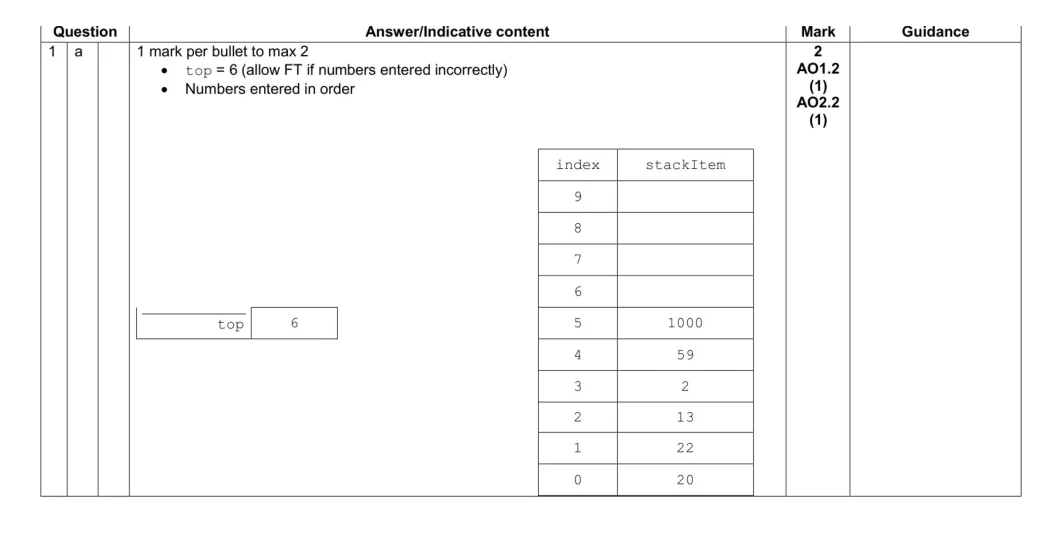 Question Answer/Indicative content Mark Guidance
1 a 1 mark per bullet to max 2 2
• top = 6 (allow FT if numbers entered incorrectly) AO1.2
• Numbers entered in order (1)
AO2.2
(1)
index stackItem
9
8
7
6
top 6 5 1000
4 59
3 2
2 13
1 22
0 20